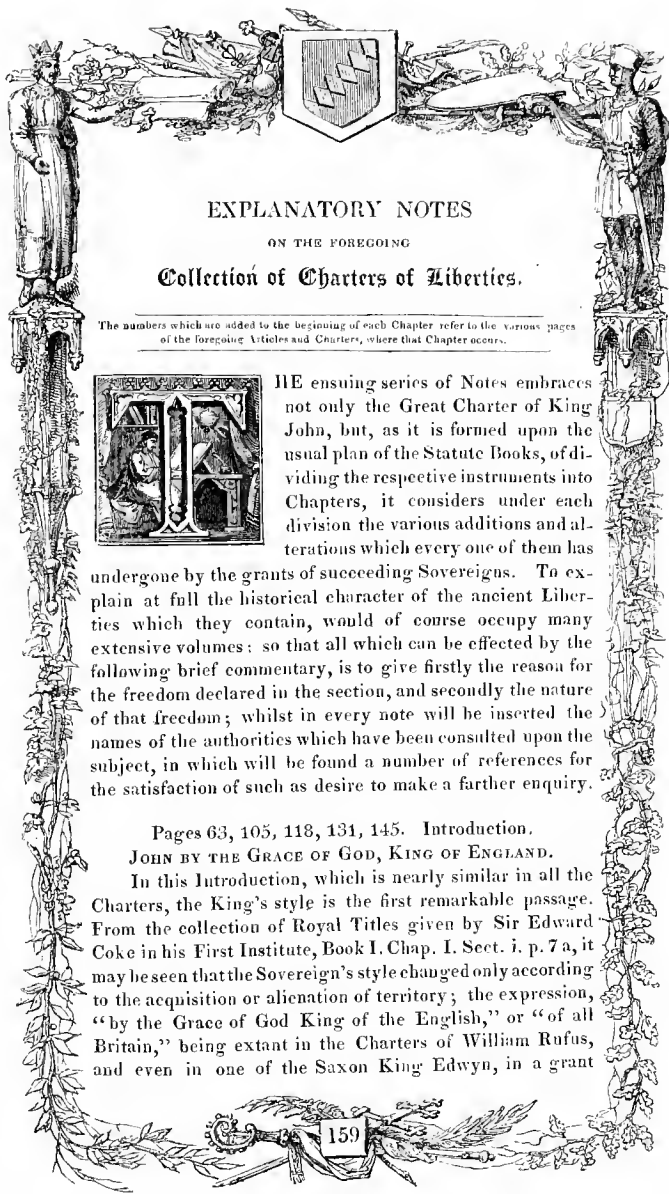 EXPLANATORY NOTES
ON THE FOREGOING
Collection of Charters of Liberties.
The numbers which are added to the beginning of each Chapter refer to the various pages
of the foregoing Articles and Charters, where that Chapter occurs.
THE ensuing series of Notes embraces
not only the Great Charter of King
John, but, as it is formed upon the
usual plan of the Statute Books, of di-
viding the respective instruments into
Chapters, it considers under each
division the various additions and al-
terations which every one of them has
undergone by the grants of succeeding Sovereigns. To ex-
plain at full the historical character of the ancient Liber-
ties which they contain, would of course occupy many
extensive volumes: so that all which can be effected by the
following brief commentary, is to give firstly the reason for
the freedom declared in the section, and secondly the nature
of that freedom; whilst in every note will be inserted the
names of the authorities which have been consulted upon the
subject, in which will be found a number of references for
the satisfaction of such as desire to make a farther enquiry.
Pages 63, 105, 118, 131, 145. Introduction.
JOHN BY THE GRACE OF GOD, KING OF ENGLAND.
In this Introduction, which is nearly similar in all the
Charters, the King's style is the first remarkable passage.
From the collection of Royal Titles given by Sir Edward
Coke in his First Institute, Book I. Chap. I. Sect. i. p. 7 a, it
may be seen that the Sovereign's style changed only according
to the acquisition or alienation of territory; the expression,
"by the Grace of God King of the English," or "of all
Britain," being extant in the Charters of William Rufus,
and even in one of the Saxon King Edwyn, in a grant
159